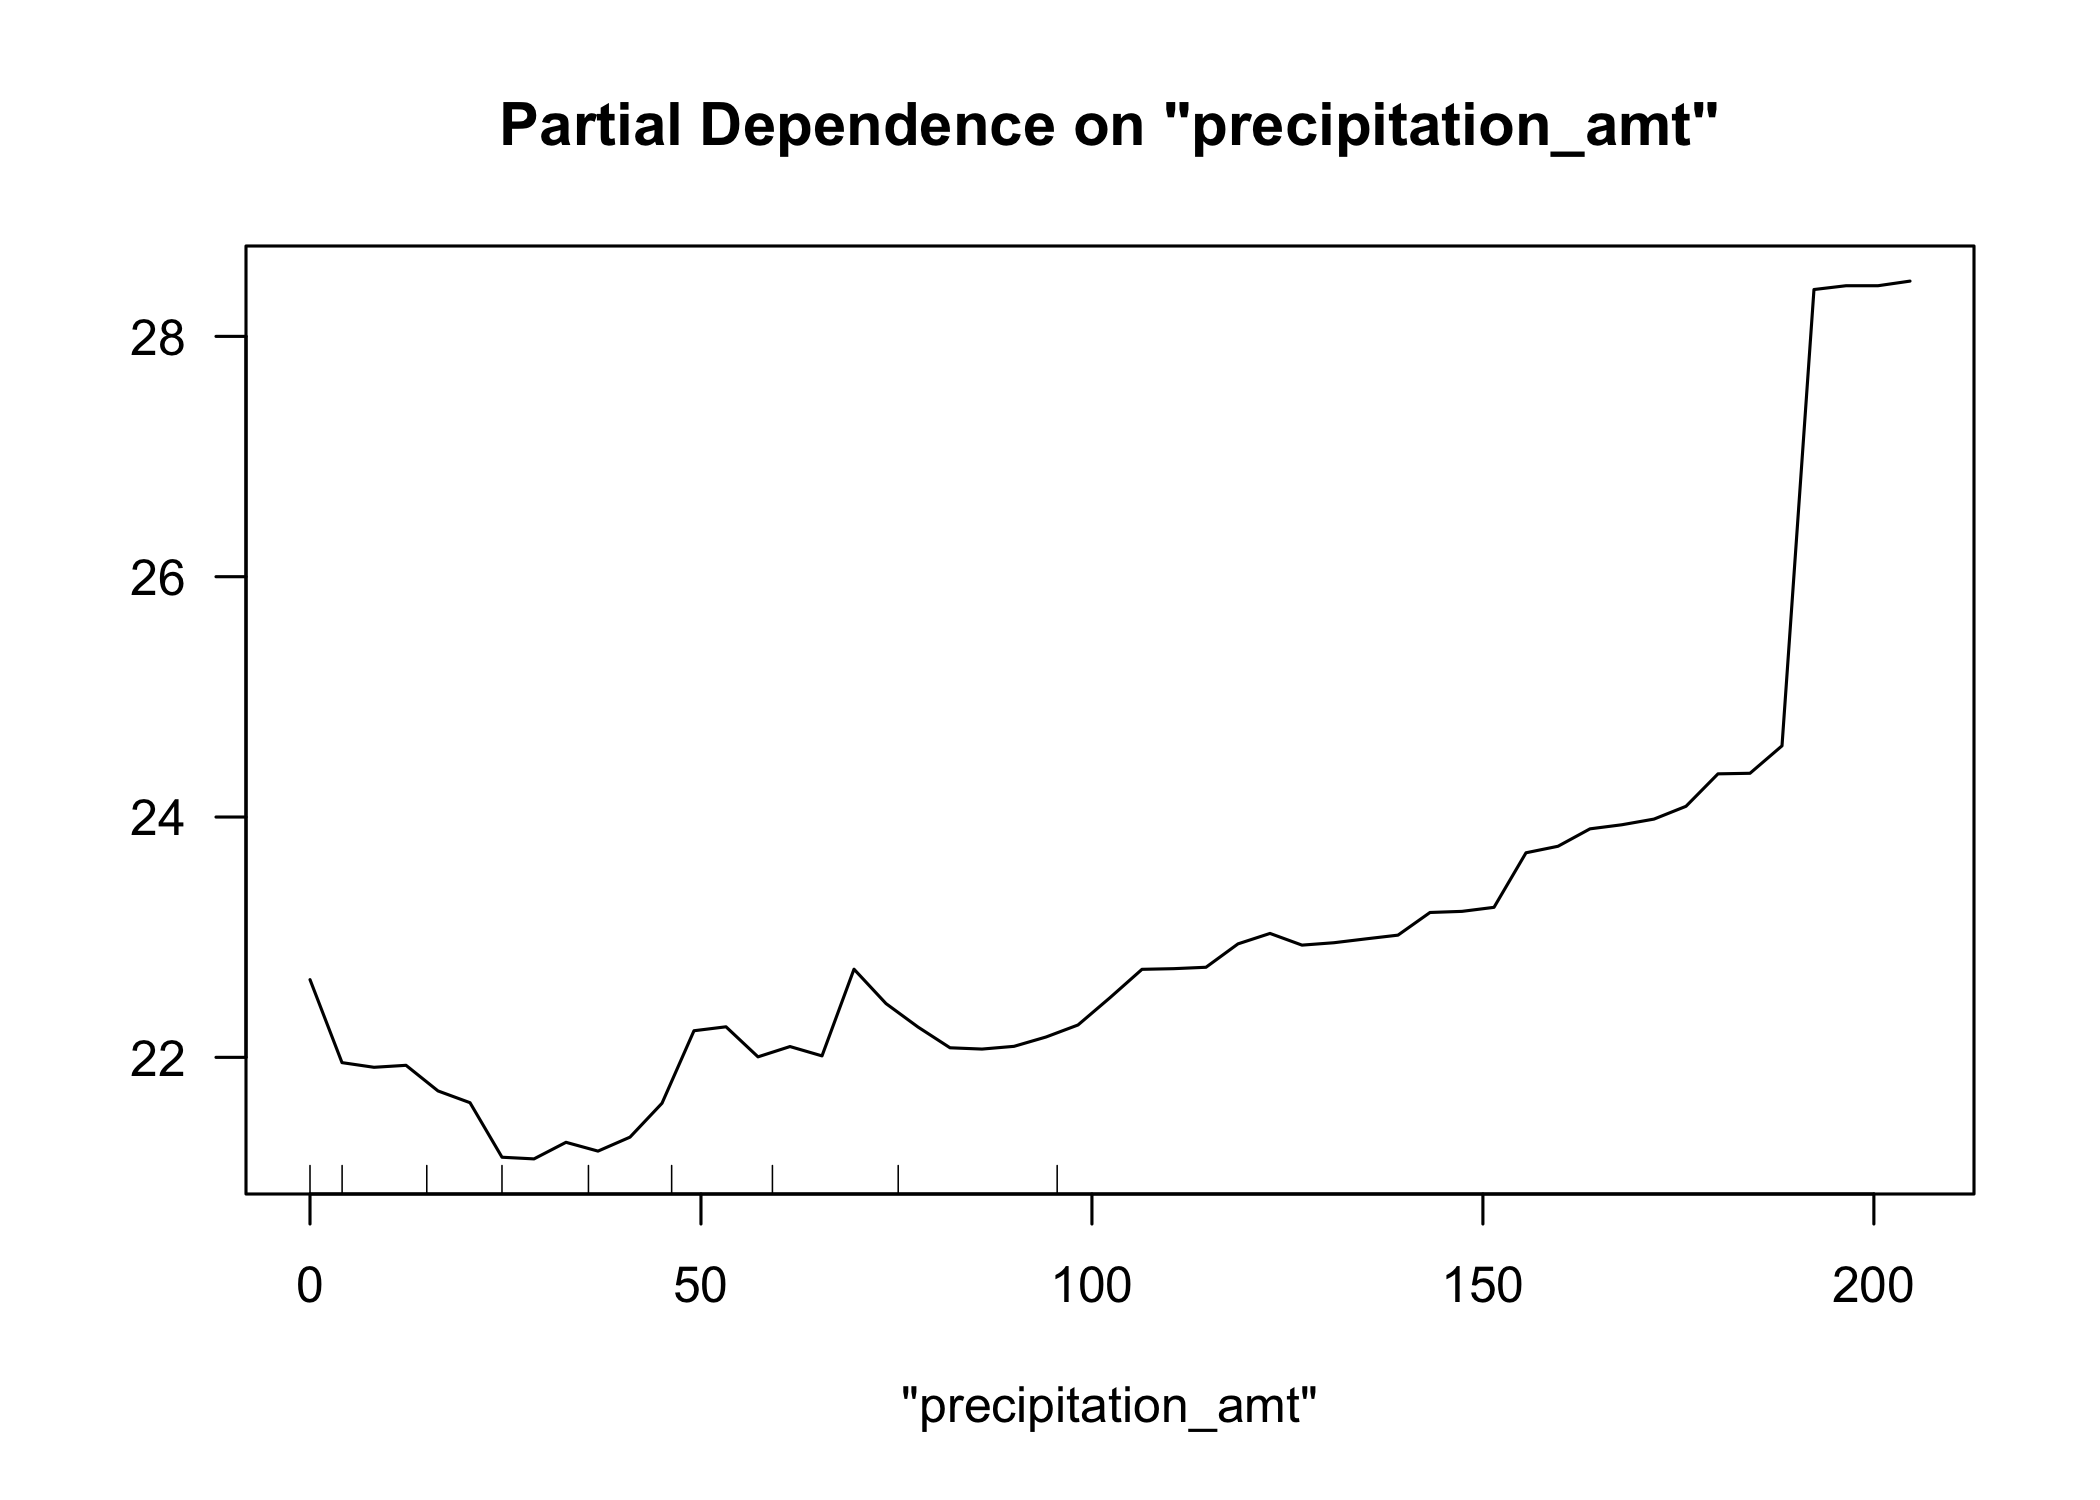 Partial Dependence on "precipitation_amt"
28
26
24
22
0 50 100 150 200
"precipitation_amt"